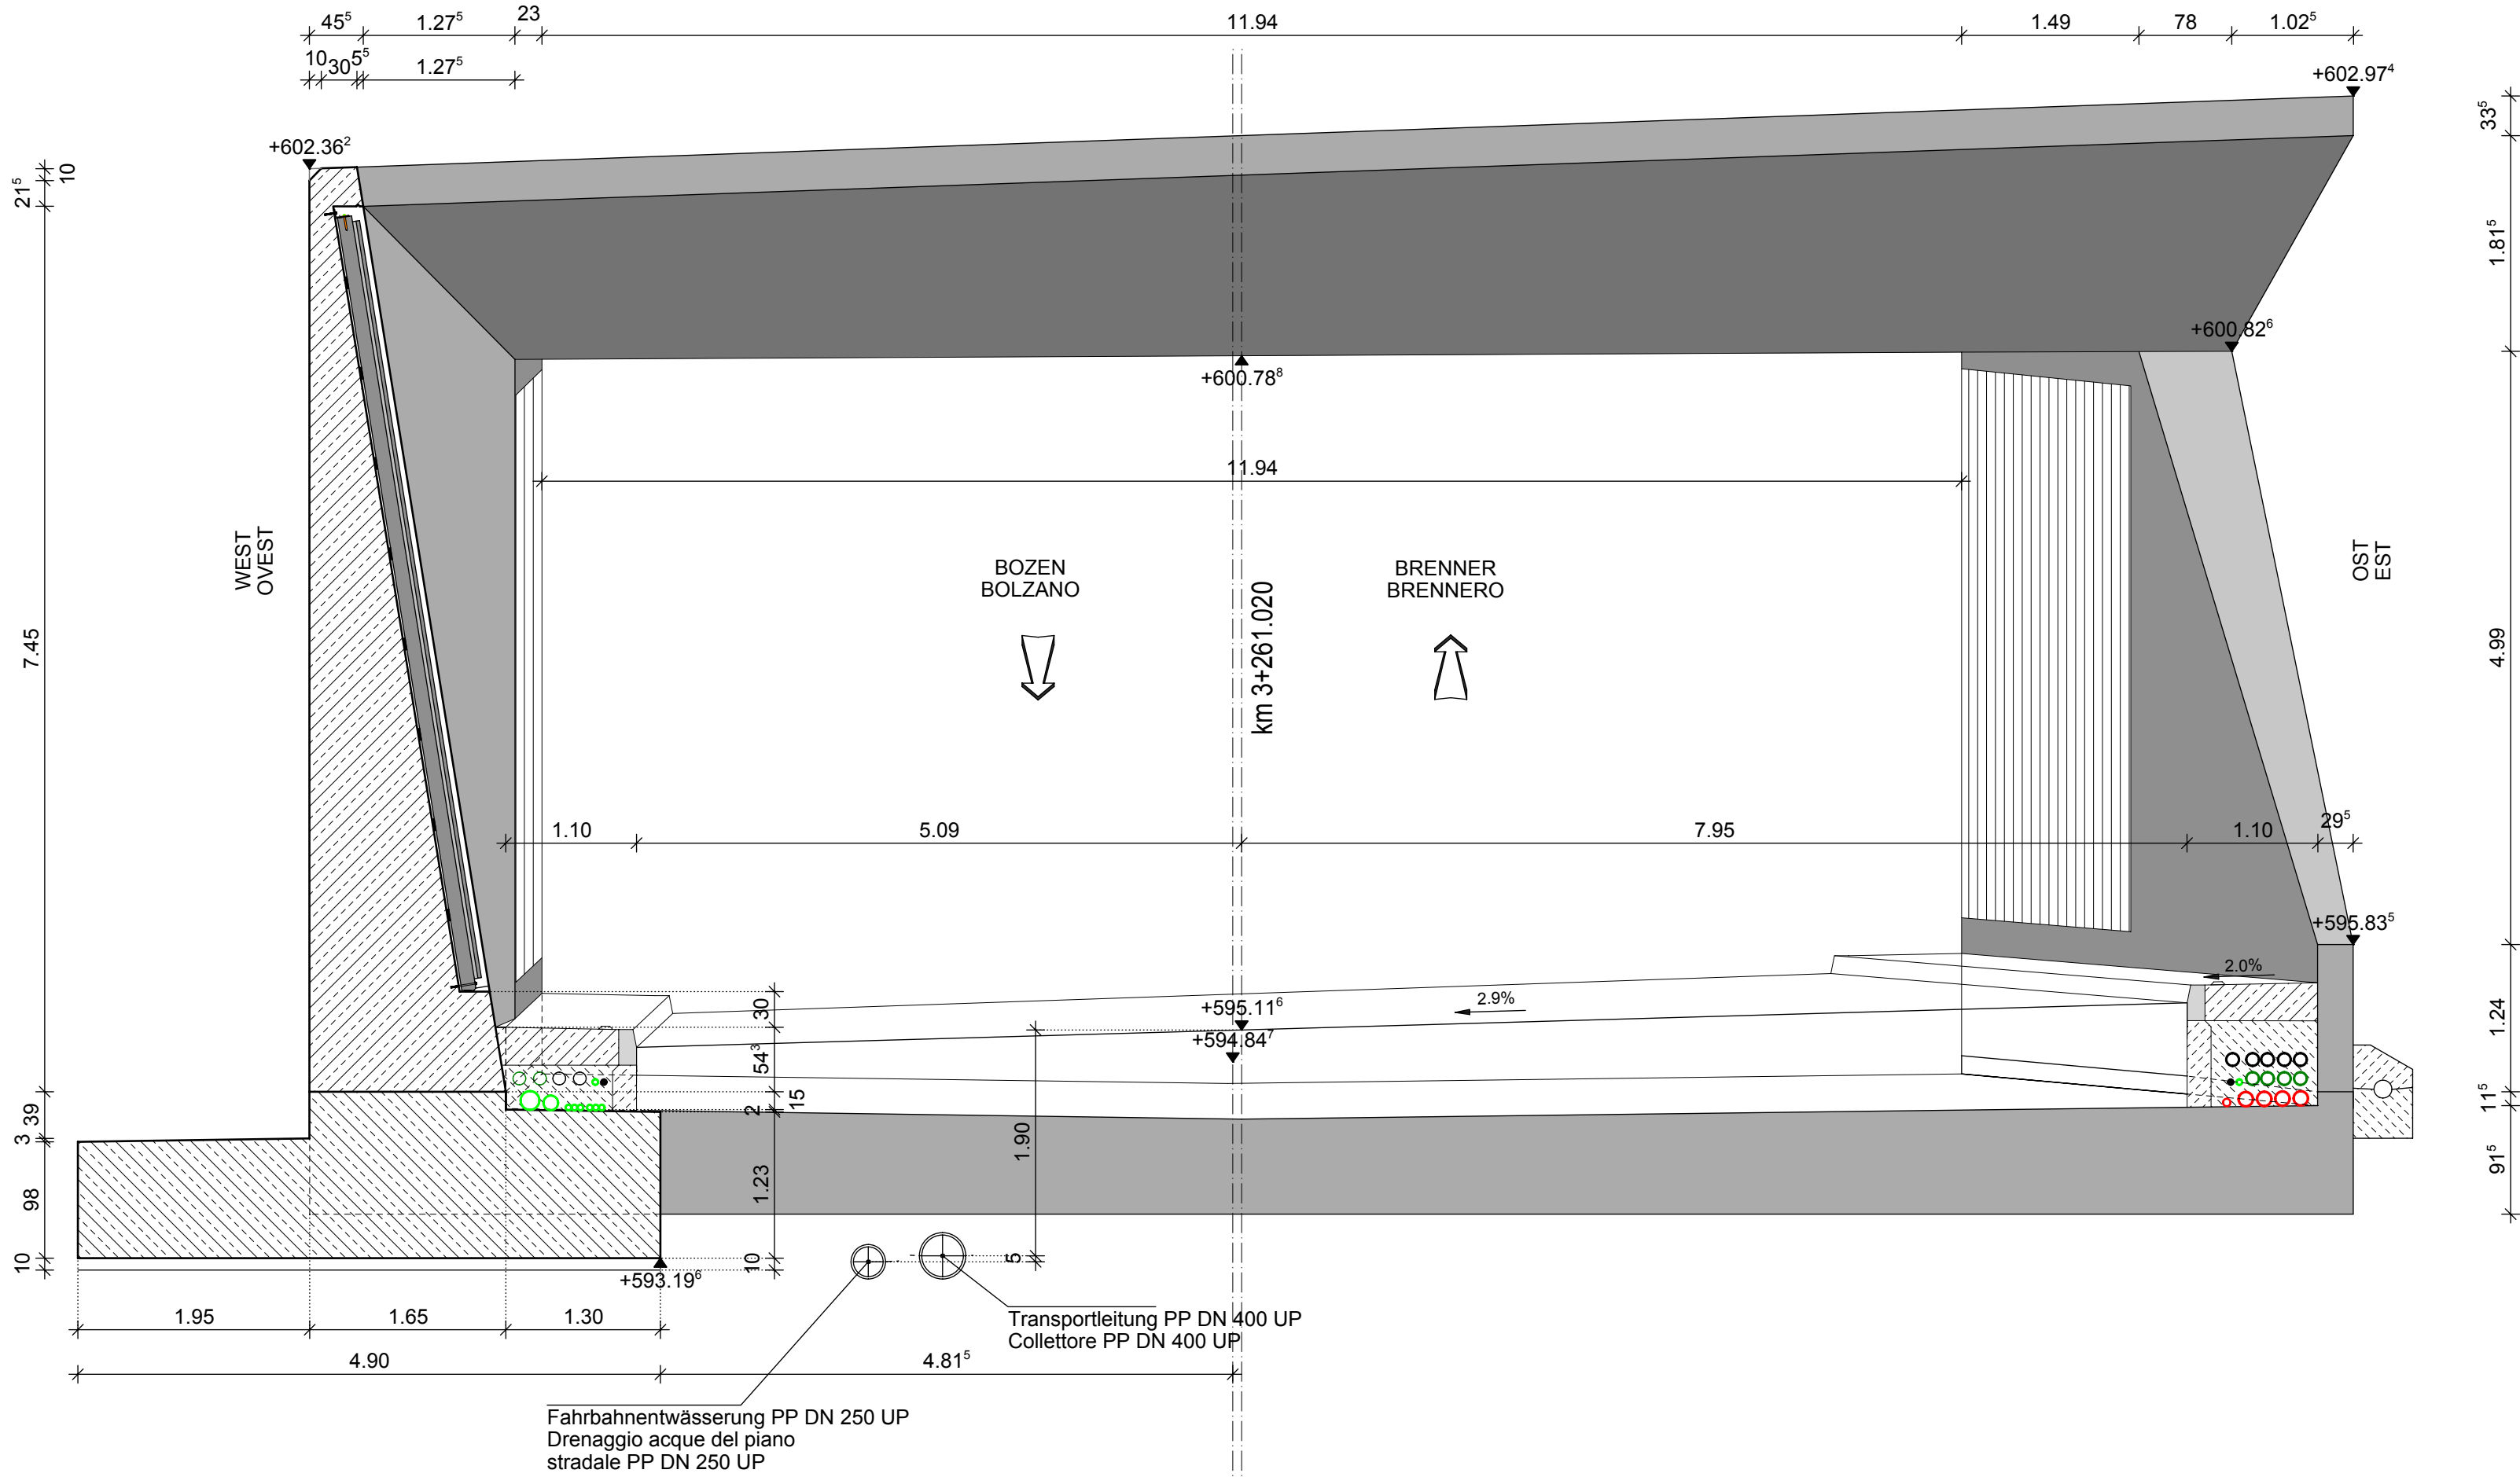 45⁵ 1.27⁵ 23 11.94 1.49 78 1.02⁵
10 30 5⁵ 1.27⁵
+602.97⁴
33⁵
+602.36²
10
21⁵
1.81⁵
+600.82⁶
+600.78⁸
11.94
WEST
OVEST
BOZEN
BOLZANO
BRENNER
BRENNERO
OST
EST
km 3+261.020
7.45
4.99
1.10 5.09 7.95 1.10 29⁵
+595.83⁵
2.0%
2.9%
30
+595.11⁶
+594.84⁷
54³
1.24
15
2
11⁵
39
3
1.90
1.23
98
91⁵
10
10
5
+593.19⁶
1.95 1.65 1.30
Transportleitung PP DN 400 UP
Collettore PP DN 400 UP
4.90 4.81⁵
Fahrbahnentwässerung PP DN 250 UP
Drenaggio acque del piano
stradale PP DN 250 UP